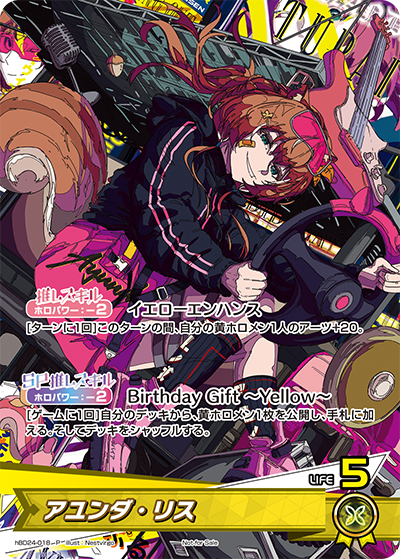 TUPAI
推しスキル
ホロパワー：－2
イエローエンハンス
[ターンに1回]このターンの間、自分の黄ホロメン1人のアーツ+20。
SP推しスキル
ホロパワー：－2
Birthday Gift ～Yellow～
[ゲームに1回]自分のデッキから、黄ホロメン1枚を公開し、手札に加
える。そしてデッキをシャッフルする。
LIFE 5
アユンダ・リス
hBD24-018 P illust：Nestvirgo Not for Sale